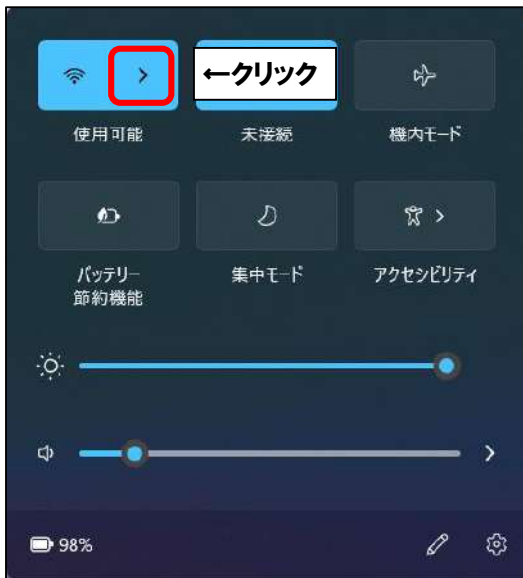 ←クリック
使用可能
未接続
機内モード
バッテリー
節約機能
集中モード
アクセシビリティ
98%